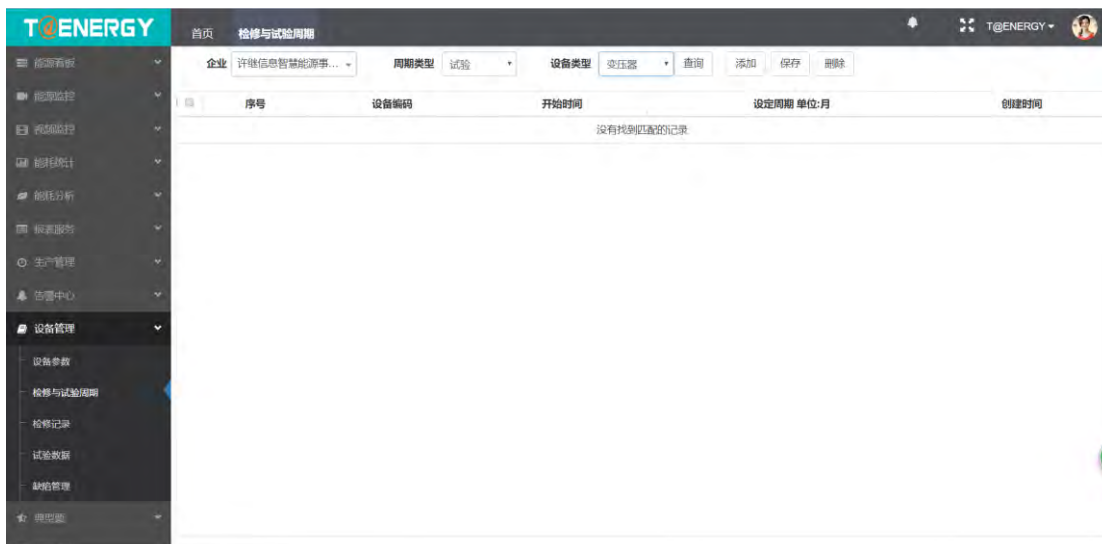 T@ENERGY
首页 检修与试验周期
T@ENERGY
能源看板
企业 许继信息智慧能源事... 周期类型 试验 设备类型 变压器 查询 添加 保存 删除
能源监控
序号 设备编码 开始时间 设定周期 单位:月 创建时间
视频监控
没有找到匹配的记录
能耗统计
能耗分析
报表服务
生产管理
告警中心
设备管理
设备参数
检修与试验周期
检修记录
试验数据
缺陷管理